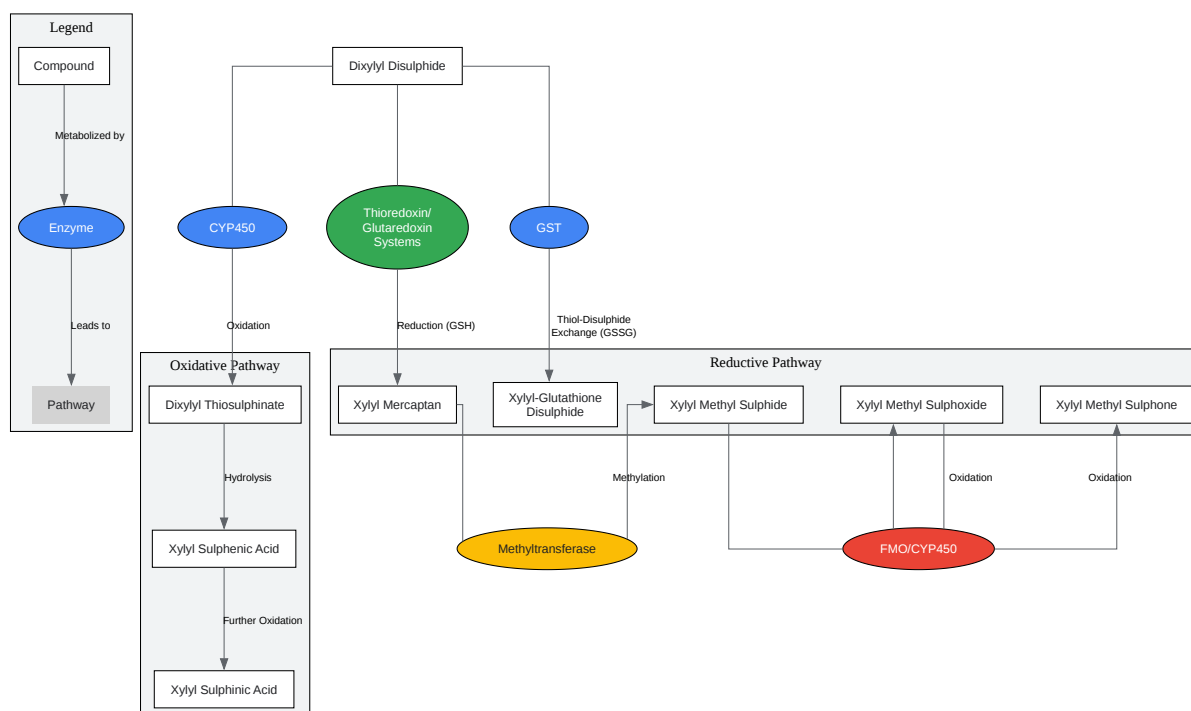 Legend
Compound
Metabolized by
Enzyme
Leads to
Pathway
Dixylyl Disulphide
CYP450
Thioredoxin/
Glutaredoxin
Systems
GST
Oxidation
Reduction (GSH)
Thiol-Disulphide
Exchange (GSSG)
Oxidative Pathway
Dixylyl Thiosulphinate
Hydrolysis
Xylyl Sulphenic Acid
Further Oxidation
Xylyl Sulphinic Acid
Reductive Pathway
Xylyl Mercaptan
Xylyl-Glutathione
Disulphide
Xylyl Methyl Sulphide
Xylyl Methyl Sulphoxide
Xylyl Methyl Sulphone
Methylation
Oxidation
Oxidation
Methyltransferase
FMO/CYP450